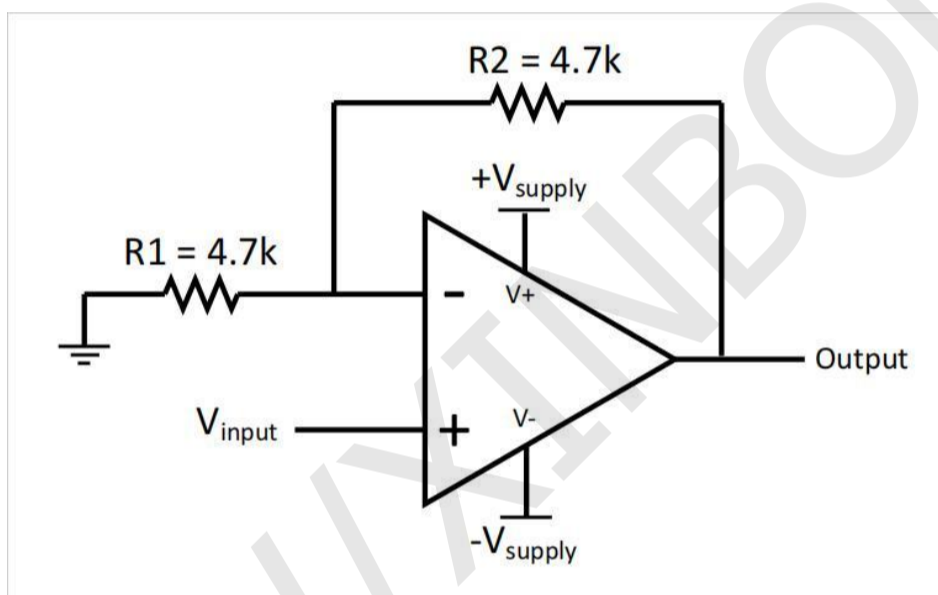 R2 = 4.7k
+Vsupply
R1 = 4.7k
-
V+
Output
Vinput
+
V-
-Vsupply